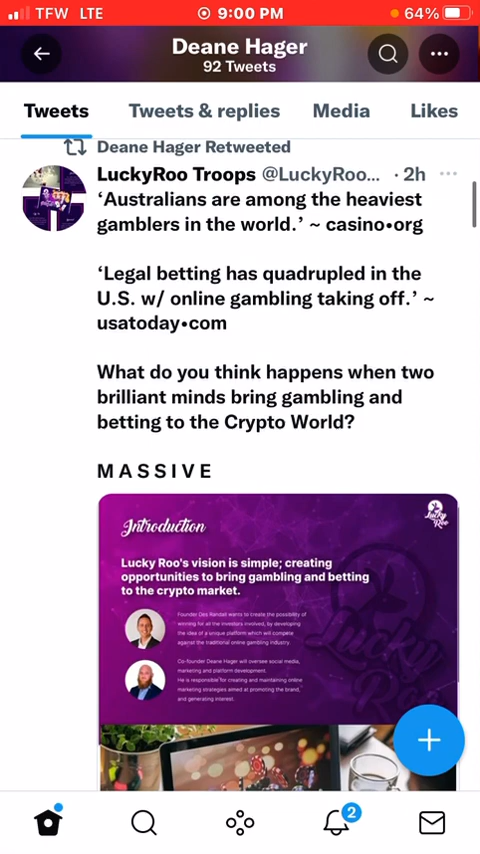 TFW LTE 9:00 PM 64%
Deane Hager
92 Tweets
Tweets Tweets & replies Media Likes
Deane Hager Retweeted
LuckyRoo Troops @LuckyRoo... · 2h
‘Australians are among the heaviest
gamblers in the world.’ ~ casino•org
‘Legal betting has quadrupled in the
U.S. w/ online gambling taking off.’ ~
usatoday•com
What do you think happens when two
brilliant minds bring gambling and
betting to the Crypto World?
M A S S I V E
Introduction
Lucky Roo
Lucky Roo's vision is simple; creating
opportunities to bring gambling and betting
to the crypto market.
Founder Des Randall wants to create the possibility of
winning for all the investors involved, by developing
the idea of a unique platform which will compete
against the traditional online gambling industry.
Co-founder Deane Hager will oversee social media,
marketing and platform development.
He is responsible for creating and maintaining online
marketing strategies aimed at promoting the brand,
and generating interest.
2